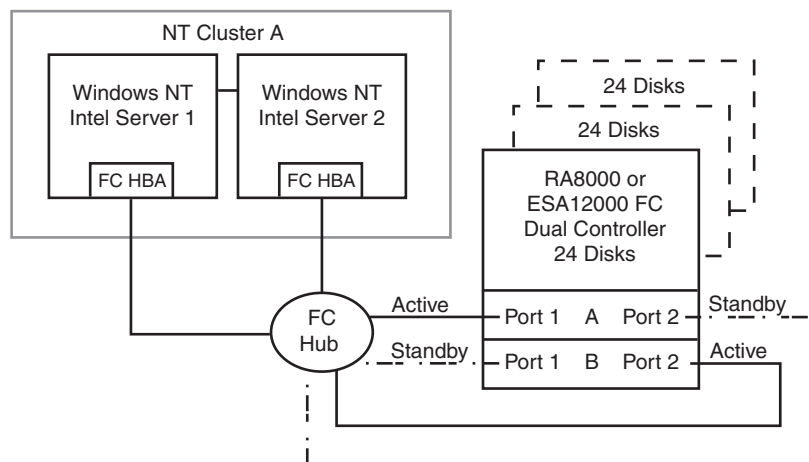 NT Cluster A
Windows NT
Intel Server 1
Windows NT
Intel Server 2
FC HBA
FC HBA
24 Disks
24 Disks
RA8000 or
ESA12000 FC
Dual Controller
24 Disks
FC
Hub
Active
Port 1 A Port 2
Standby
Standby
Port 1 B Port 2
Active